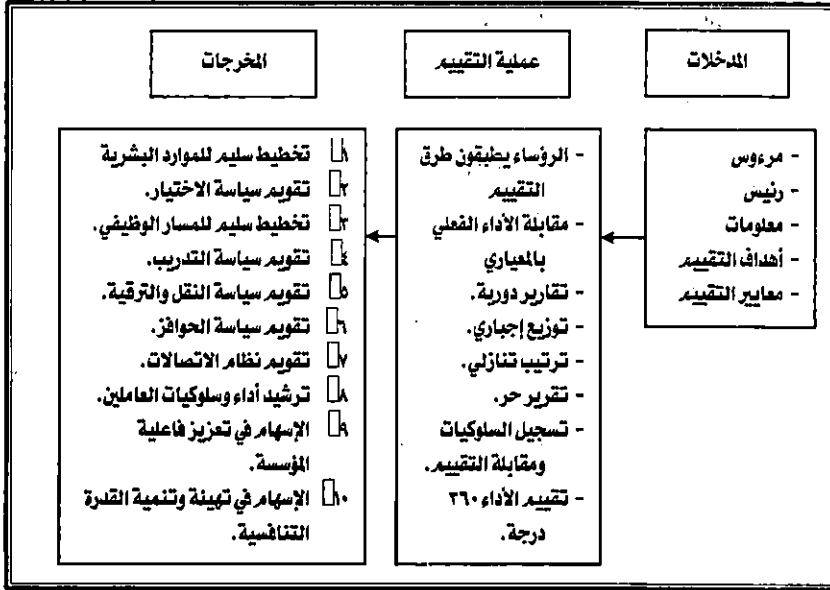 المدخلات
- مرءوس
- رئيس
- معلومات
- أهداف التقييم
- معايير التقييم
عملية التقييم
- الرؤساء يطبقون طرق
التقييم
- مقابلة الأداء الفعلي
بالمعياري
- تقارير دورية.
- توزيع إجباري.
- ترتيب تنازلي.
- تقرير حر.
- تسجيل السلوكيات
ومقابلة التقييم.
- تقييم الأداء ٣٦٠
درجة.
المخرجات
١ تخطيط سليم للموارد البشرية
٢ تقويم سياسة الاختيار.
٣ تخطيط سليم للمسار الوظيفي.
٤ تقويم سياسة التدريب.
٥ تقويم سياسة النقل والترقية.
٦ تقويم سياسة الحوافز.
٧ تقويم نظام الاتصالات.
٨ ترشيد أداء وسلوكيات العاملين.
٩ الإسهام في تعزيز فاعلية
المؤسسة.
١٠ الإسهام في تهيئة وتنمية القدرة
التنافسية.